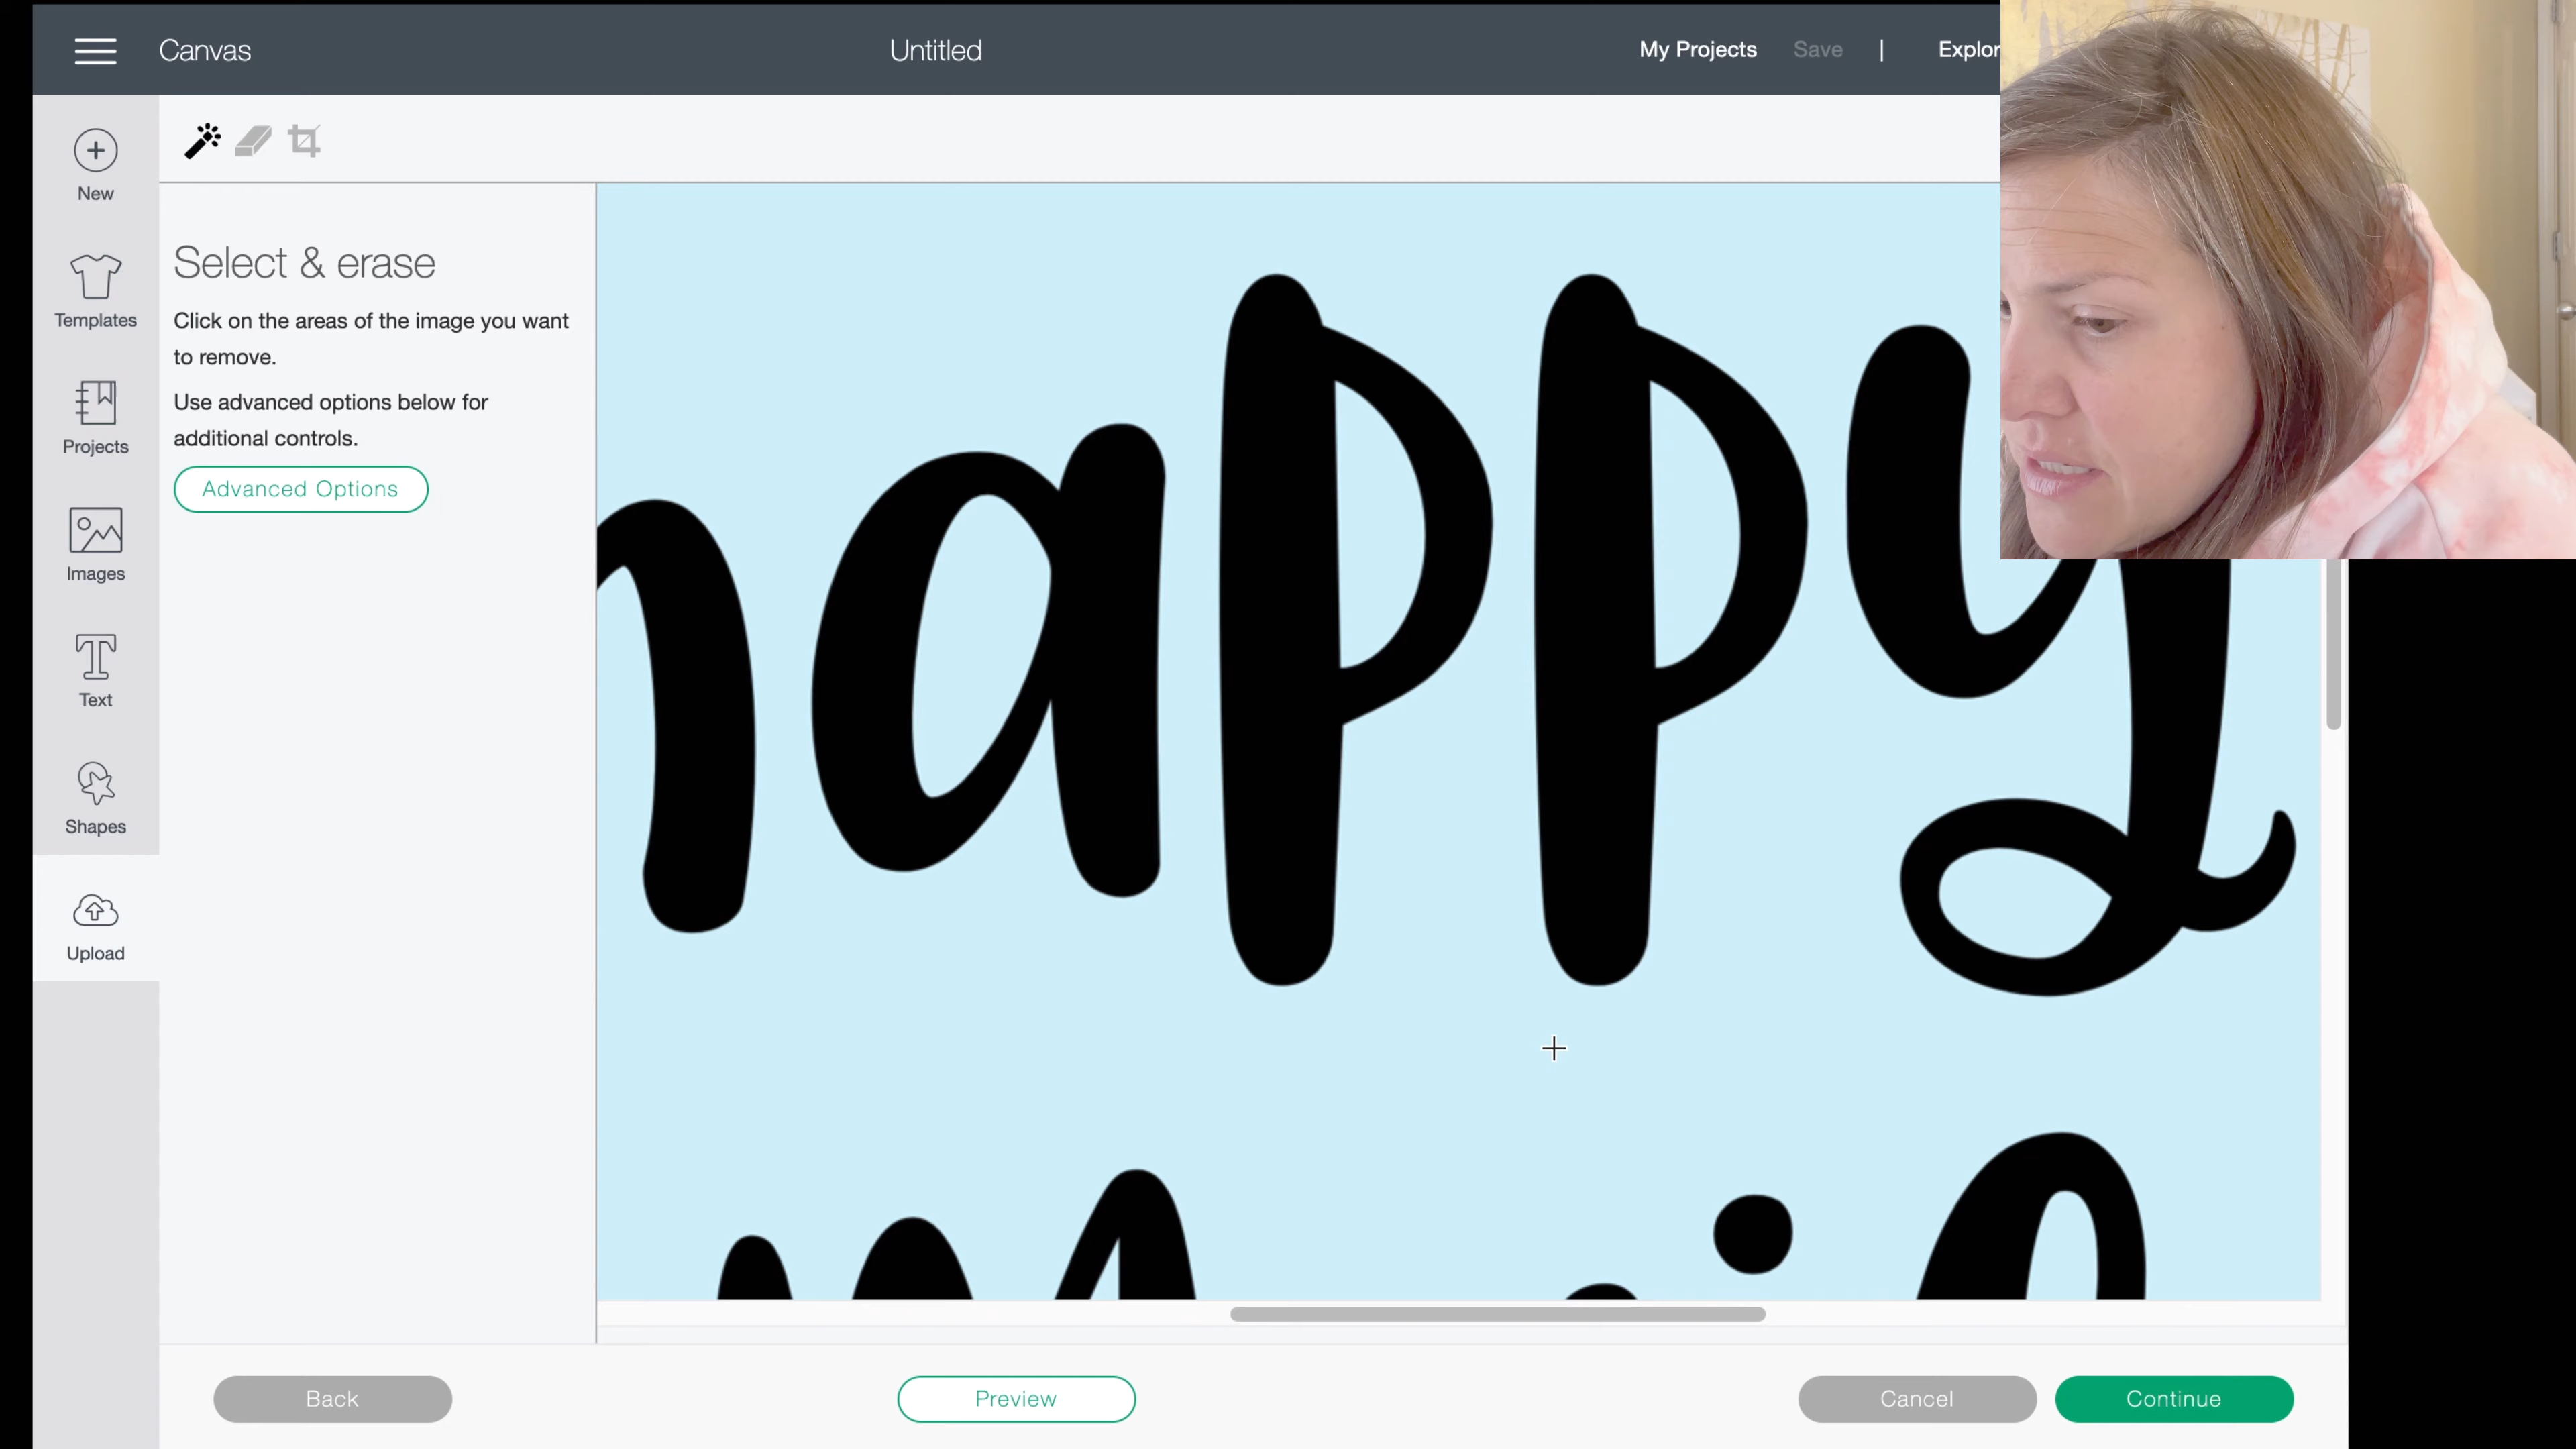 Canvas
Untitled
My Projects Save | Explor
New
Templates
Projects
Images
Text
Shapes
Upload
Select & erase
Click on the areas of the image you want
to remove.
Use advanced options below for
additional controls.
Advanced Options
happy
Back
Preview
Cancel
Continue